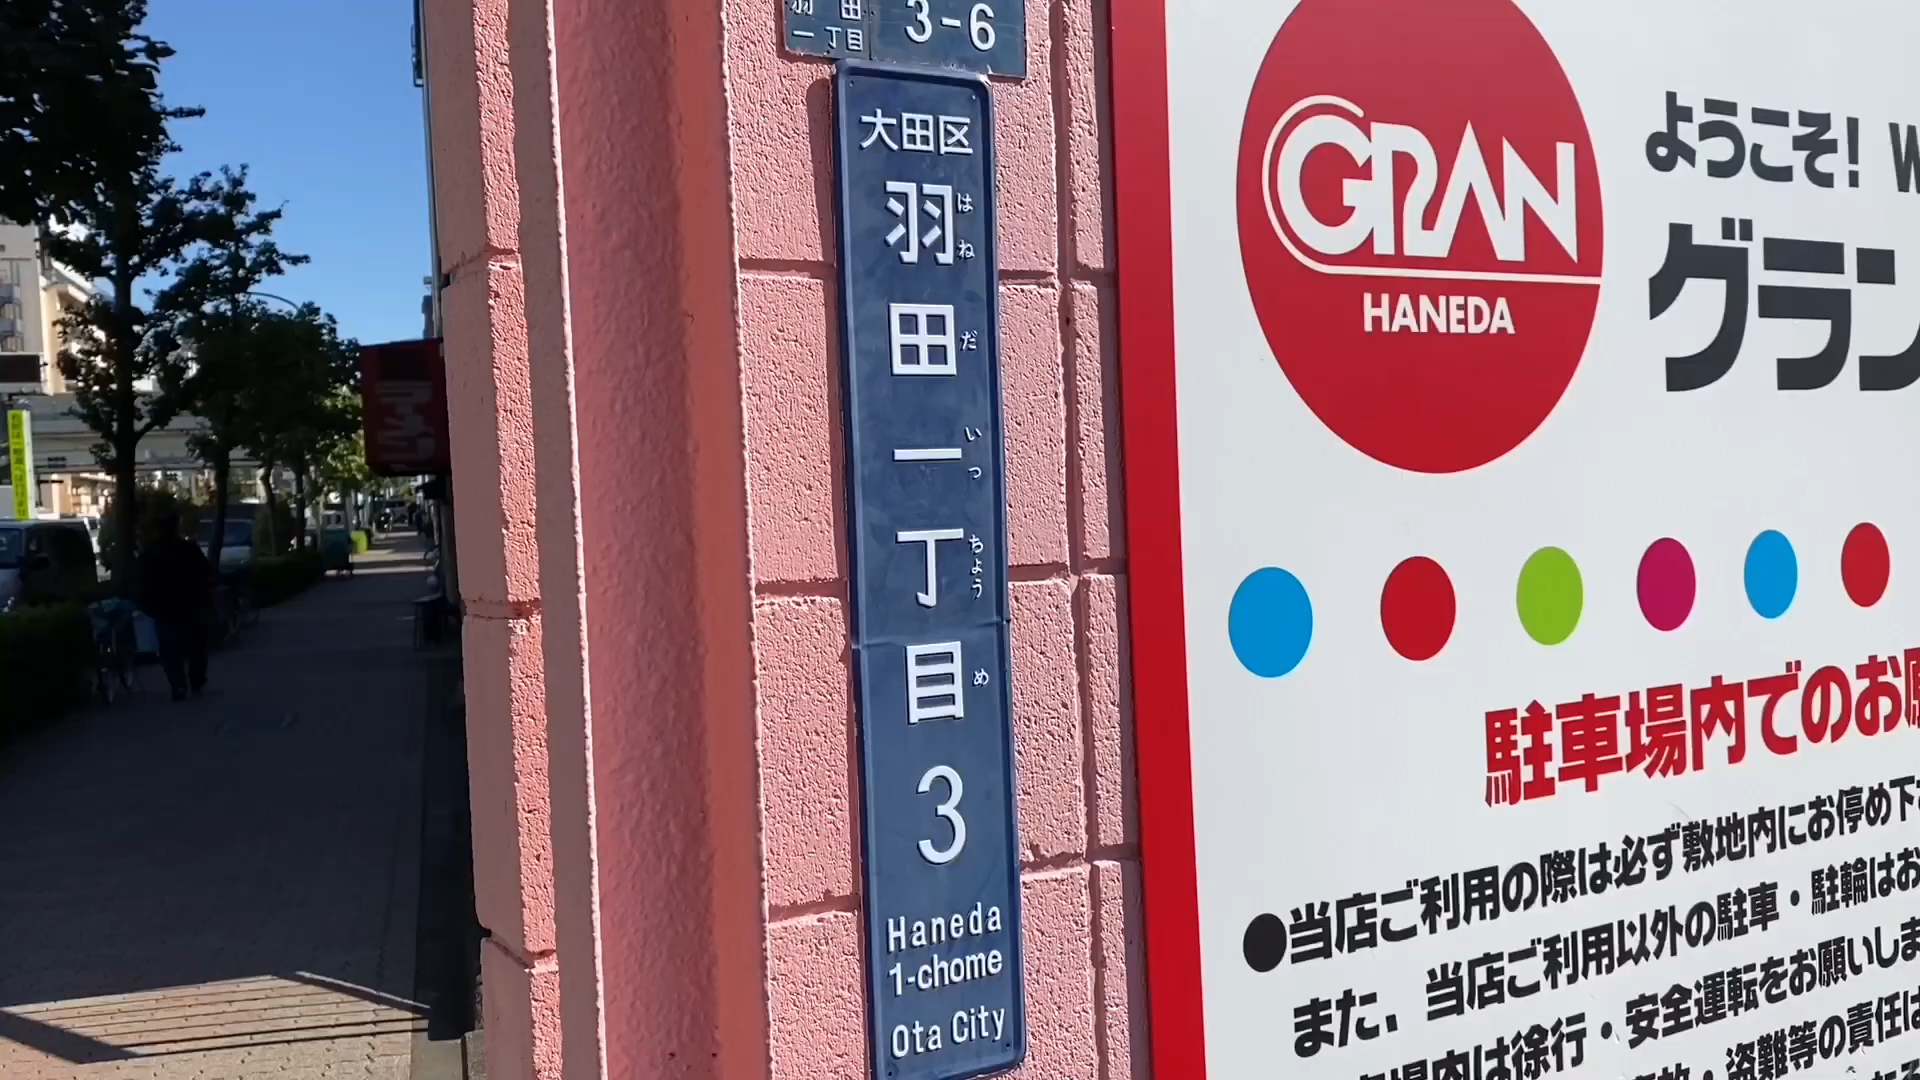 羽田
一丁目
3-6
大田区
羽田一丁目3
はねだいっちょうめ
Haneda
1-chome
Ota City
GRAN
HANEDA
ようこそ! W
グラン
駐車場内でのお願
●当店ご利用の際は必ず敷地内にお停め下
また、当店ご利用以外の駐車・駐輪はお
場内は徐行・安全運転をお願いしま
・盗難等の責任は